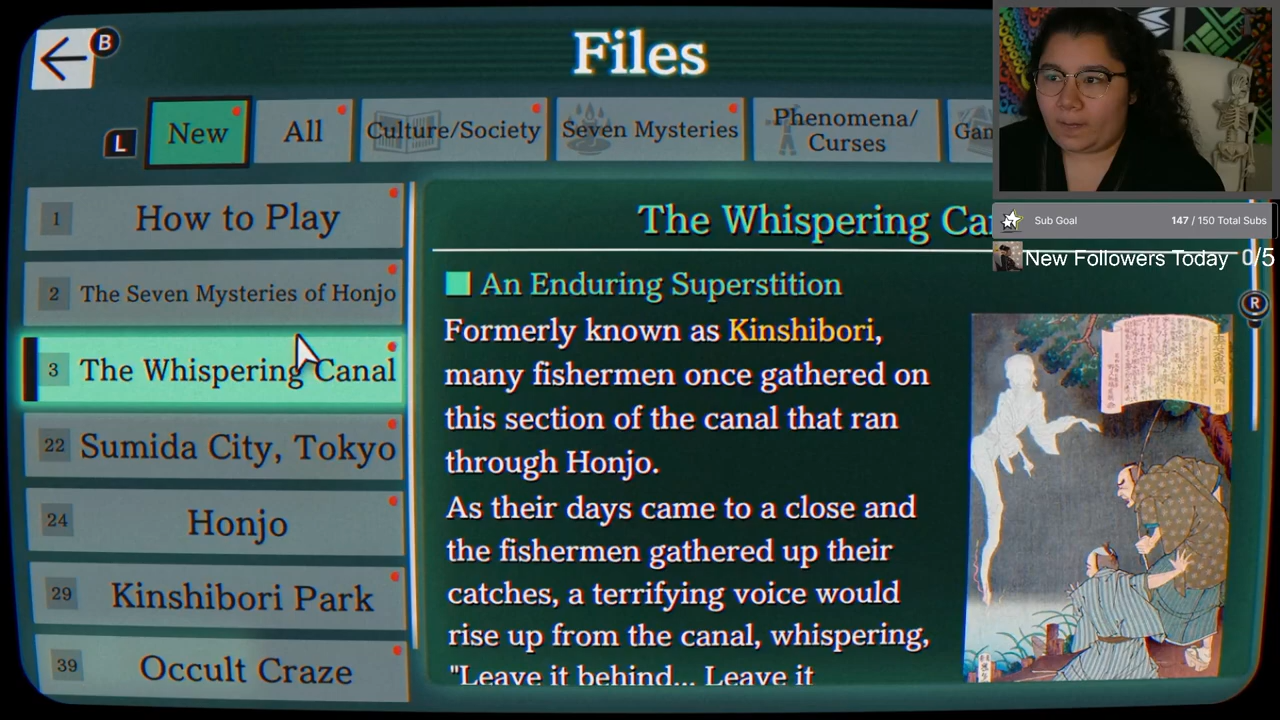 B
Files
L
New
All
Culture/Society
Seven Mysteries
Phenomena/
Curses
1
How to Play
2
The Seven Mysteries of Honjo
3
The Whispering Canal
22
Sumida City, Tokyo
24
Honjo
29
Kinshibori Park
39
Occult Craze
The Whispering
An Enduring Superstition
Formerly known as Kinshibori,
many fishermen once gathered on
this section of the canal that ran
through Honjo.
As their days came to a close and
the fishermen gathered up their
catches, a terrifying voice would
rise up from the canal, whispering,
"Leave it behind... Leave it
R
Sub Goal
147 / 150 Total Subs
New Followers Today 0/5